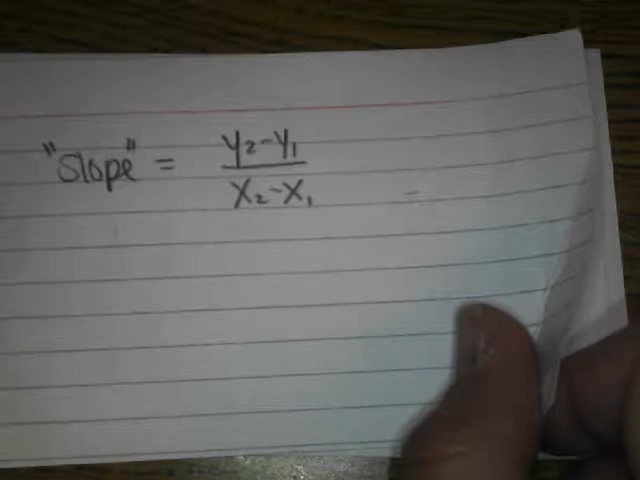 "Slope" = y₂-y₁ / x₂-x₁